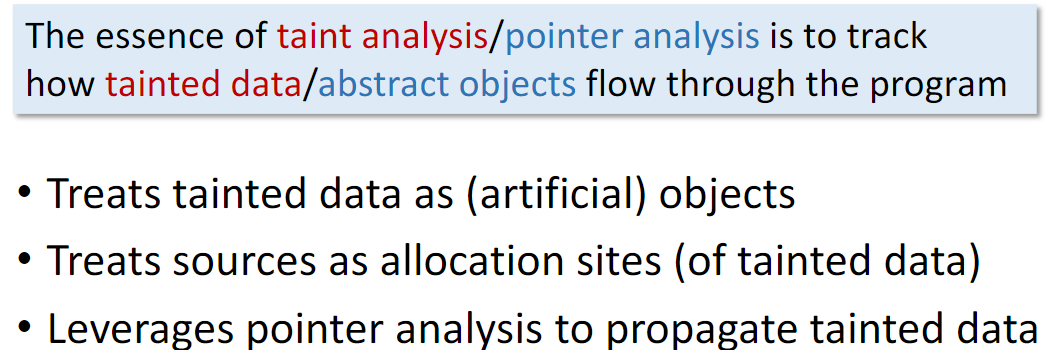 The essence of taint analysis/pointer analysis is to track
how tainted data/abstract objects flow through the program
• Treats tainted data as (artificial) objects
• Treats sources as allocation sites (of tainted data)
• Leverages pointer analysis to propagate tainted data